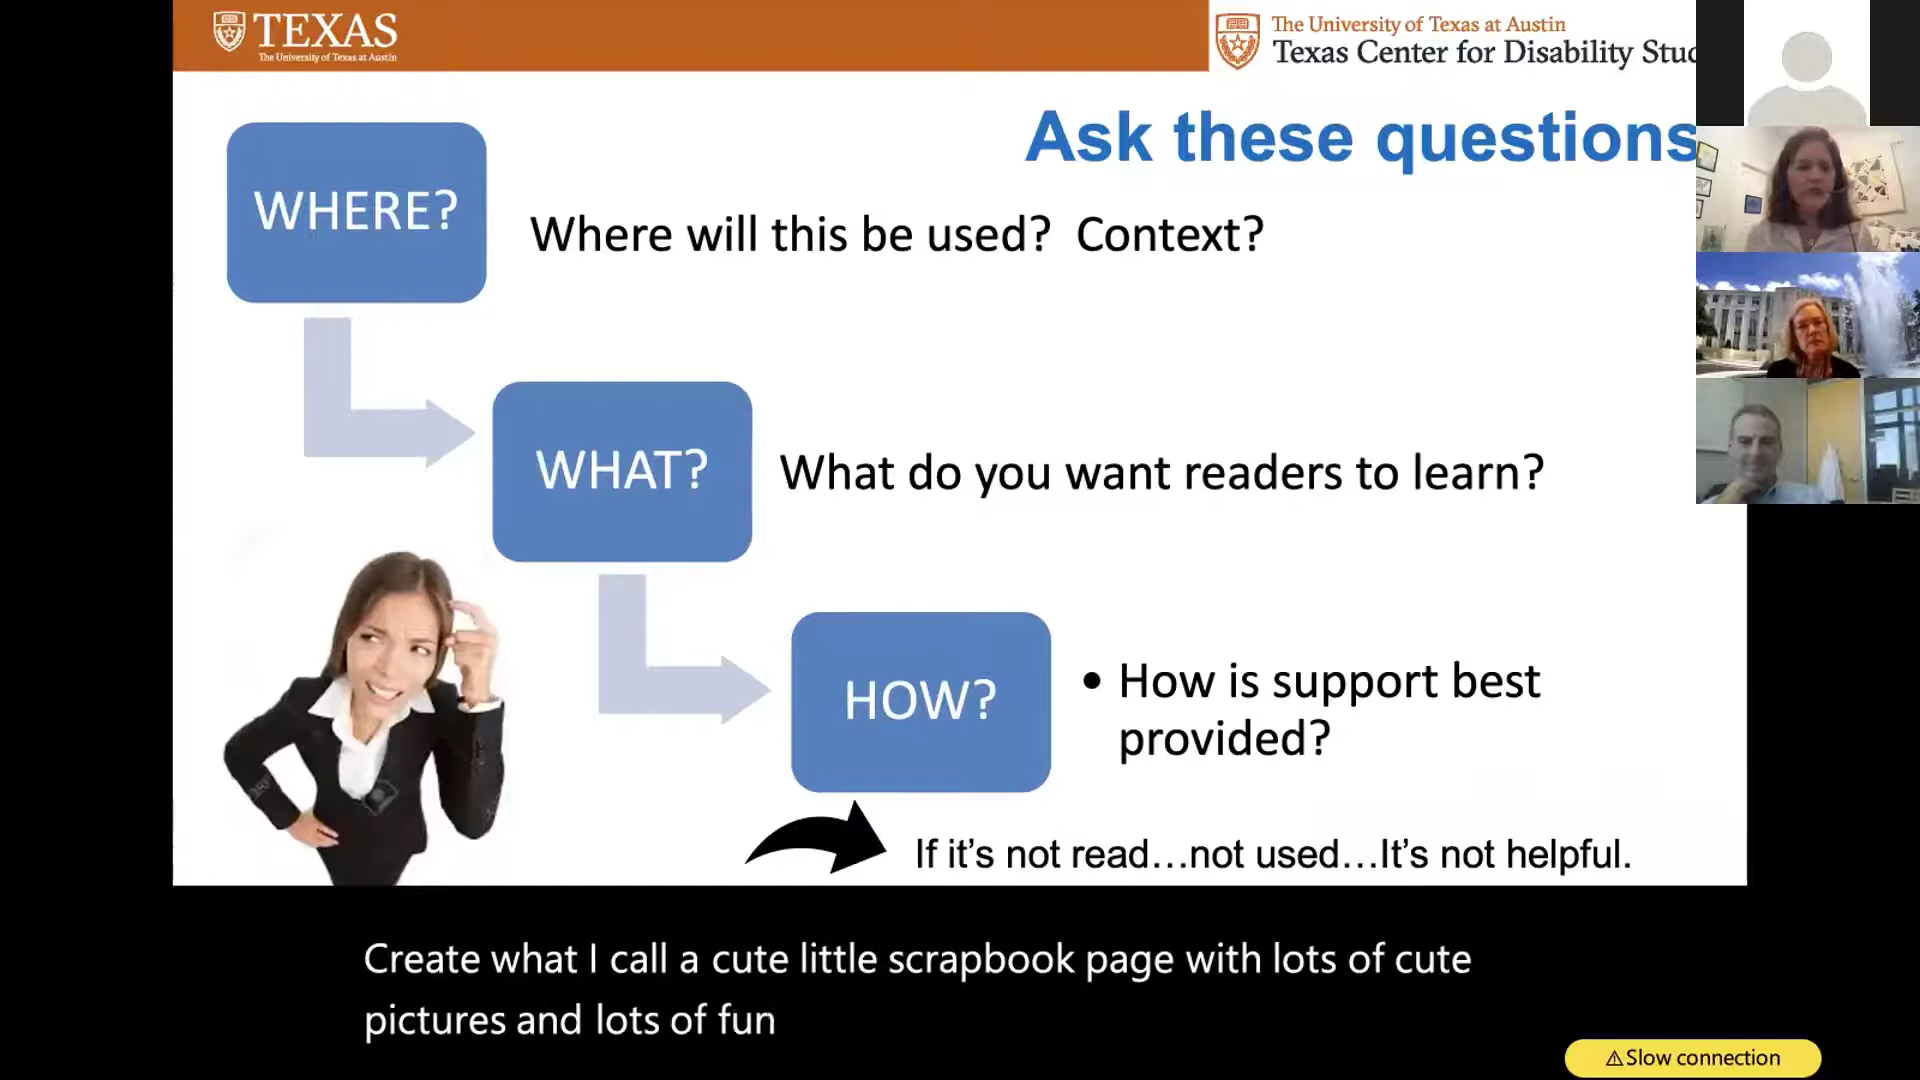 TEXAS
The University of Texas at Austin
The University of Texas at Austin
Texas Center for Disability Stud
Ask these questions
WHERE?
Where will this be used? Context?
WHAT?
What do you want readers to learn?
HOW?
• How is support best
provided?
If it's not read…not used…It's not helpful.
Create what I call a cute little scrapbook page with lots of cute
pictures and lots of fun
⚠Slow connection